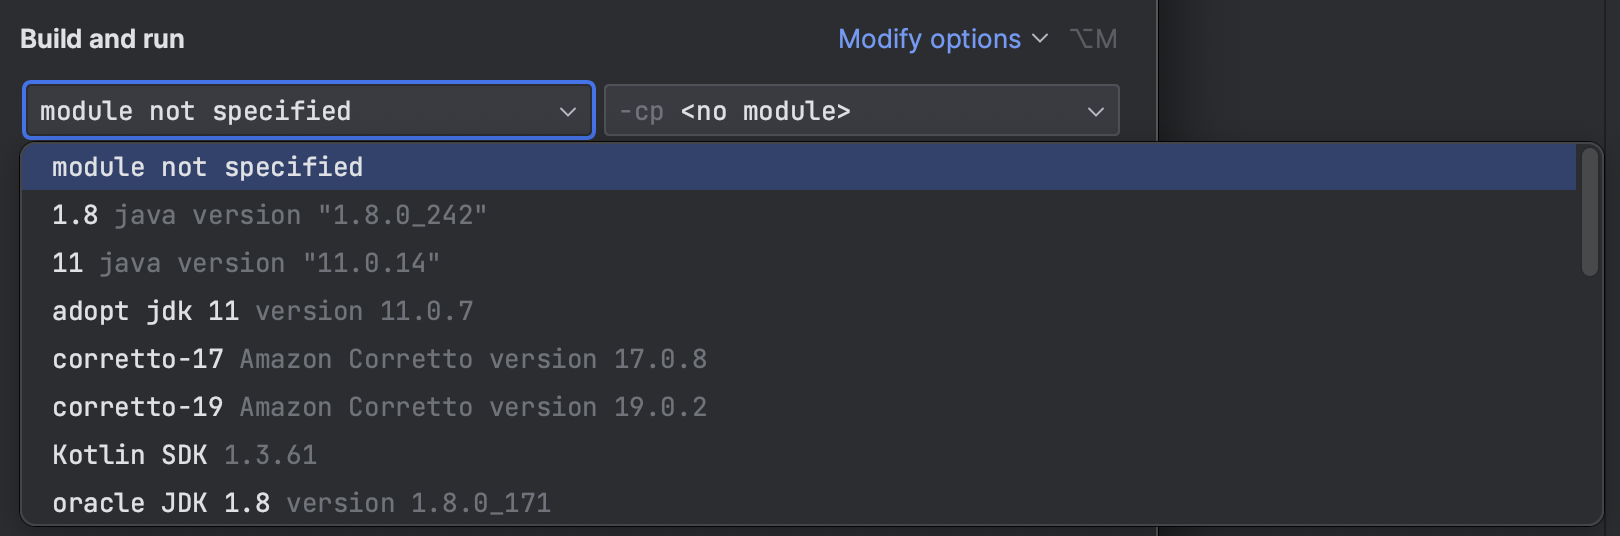 Build and run
Modify options ⌥M
module not specified
-cp <no module>
module not specified
1.8 java version "1.8.0_242"
11 java version "11.0.14"
adopt jdk 11 version 11.0.7
corretto-17 Amazon Corretto version 17.0.8
corretto-19 Amazon Corretto version 19.0.2
Kotlin SDK 1.3.61
oracle JDK 1.8 version 1.8.0_171